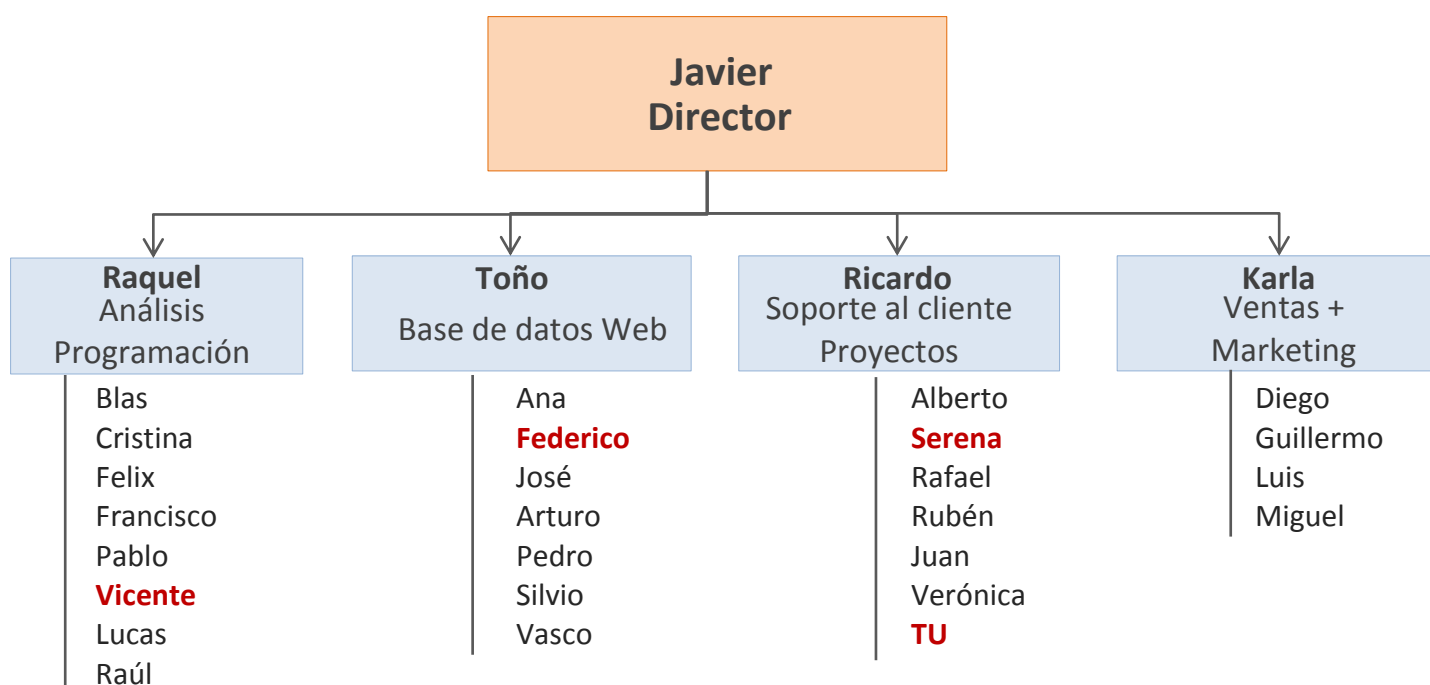 Javier
Director
Raquel
Análisis
Programación
Blas
Cristina
Felix
Francisco
Pablo
Vicente
Lucas
Raúl
Toño
Base de datos Web
Ana
Federico
José
Arturo
Pedro
Silvio
Vasco
Ricardo
Soporte al cliente
Proyectos
Alberto
Serena
Rafael
Rubén
Juan
Verónica
TU
Karla
Ventas +
Marketing
Diego
Guillermo
Luis
Miguel